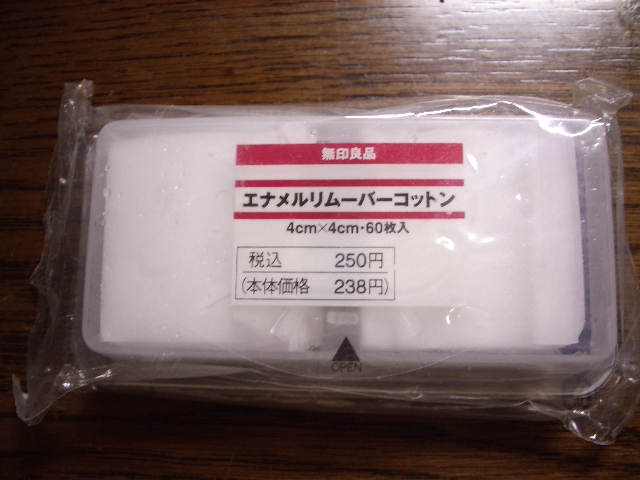 無印良品
エナメルリムーバーコットン
4cm×4cm・60枚入
税込 250円
(本体価格 238円)
OPEN